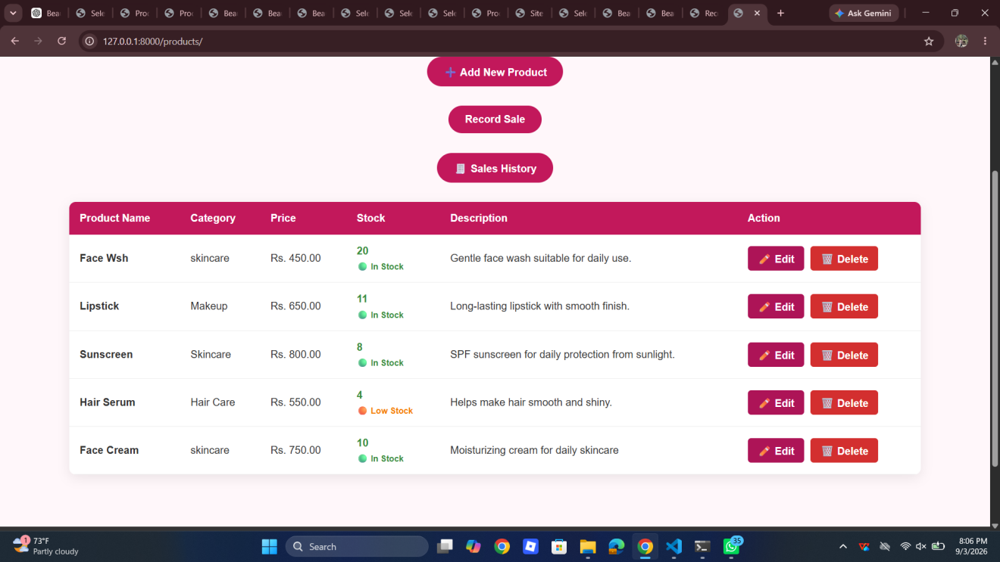 Bear
Sele
Proc
Proc
Bea
Bea
Bea
Sele
Sele
Sele
Proc
Site
Sele
Bea
Bea
Rec
Ask Gemini
127.0.0.1:8000/products/
Add New Product
Record Sale
Sales History
Product Name Category Price Stock Description Action
Face Wsh skincare Rs. 450.00 20 Gentle face wash suitable for daily use. Edit Delete
In Stock
Lipstick Makeup Rs. 650.00 11 Long-lasting lipstick with smooth finish. Edit Delete
In Stock
Sunscreen Skincare Rs. 800.00 8 SPF sunscreen for daily protection from sunlight. Edit Delete
In Stock
Hair Serum Hair Care Rs. 550.00 4 Helps make hair smooth and shiny. Edit Delete
Low Stock
Face Cream skincare Rs. 750.00 10 Moisturizing cream for daily skincare Edit Delete
In Stock
1
73°F
Partly cloudy
Search
35
8:06 PM
9/3/2026